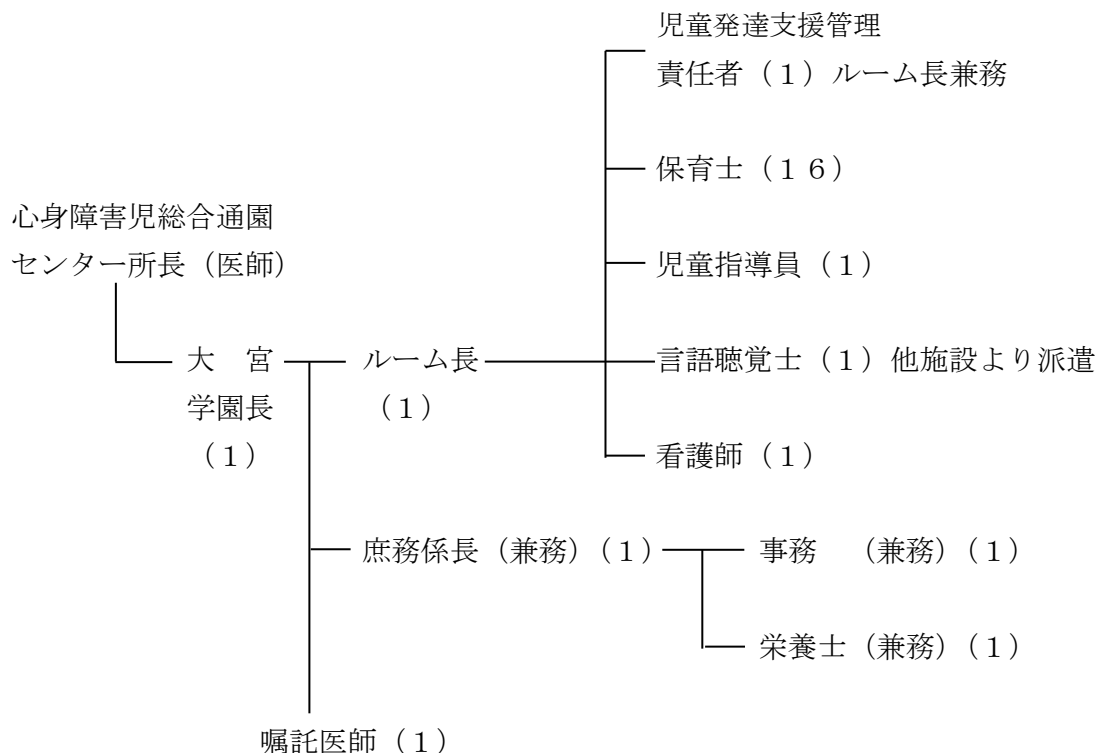 児童発達支援管理
責任者（１）ルーム長兼務
保育士（１６）
心身障害児総合通園
センター所長（医師）
児童指導員（１）
大　宮
学園長
（１）
ルーム長
（１）
言語聴覚士（１）他施設より派遣
看護師（１）
庶務係長（兼務）（１）
事務　（兼務）（１）
栄養士（兼務）（１）
嘱託医師（１）